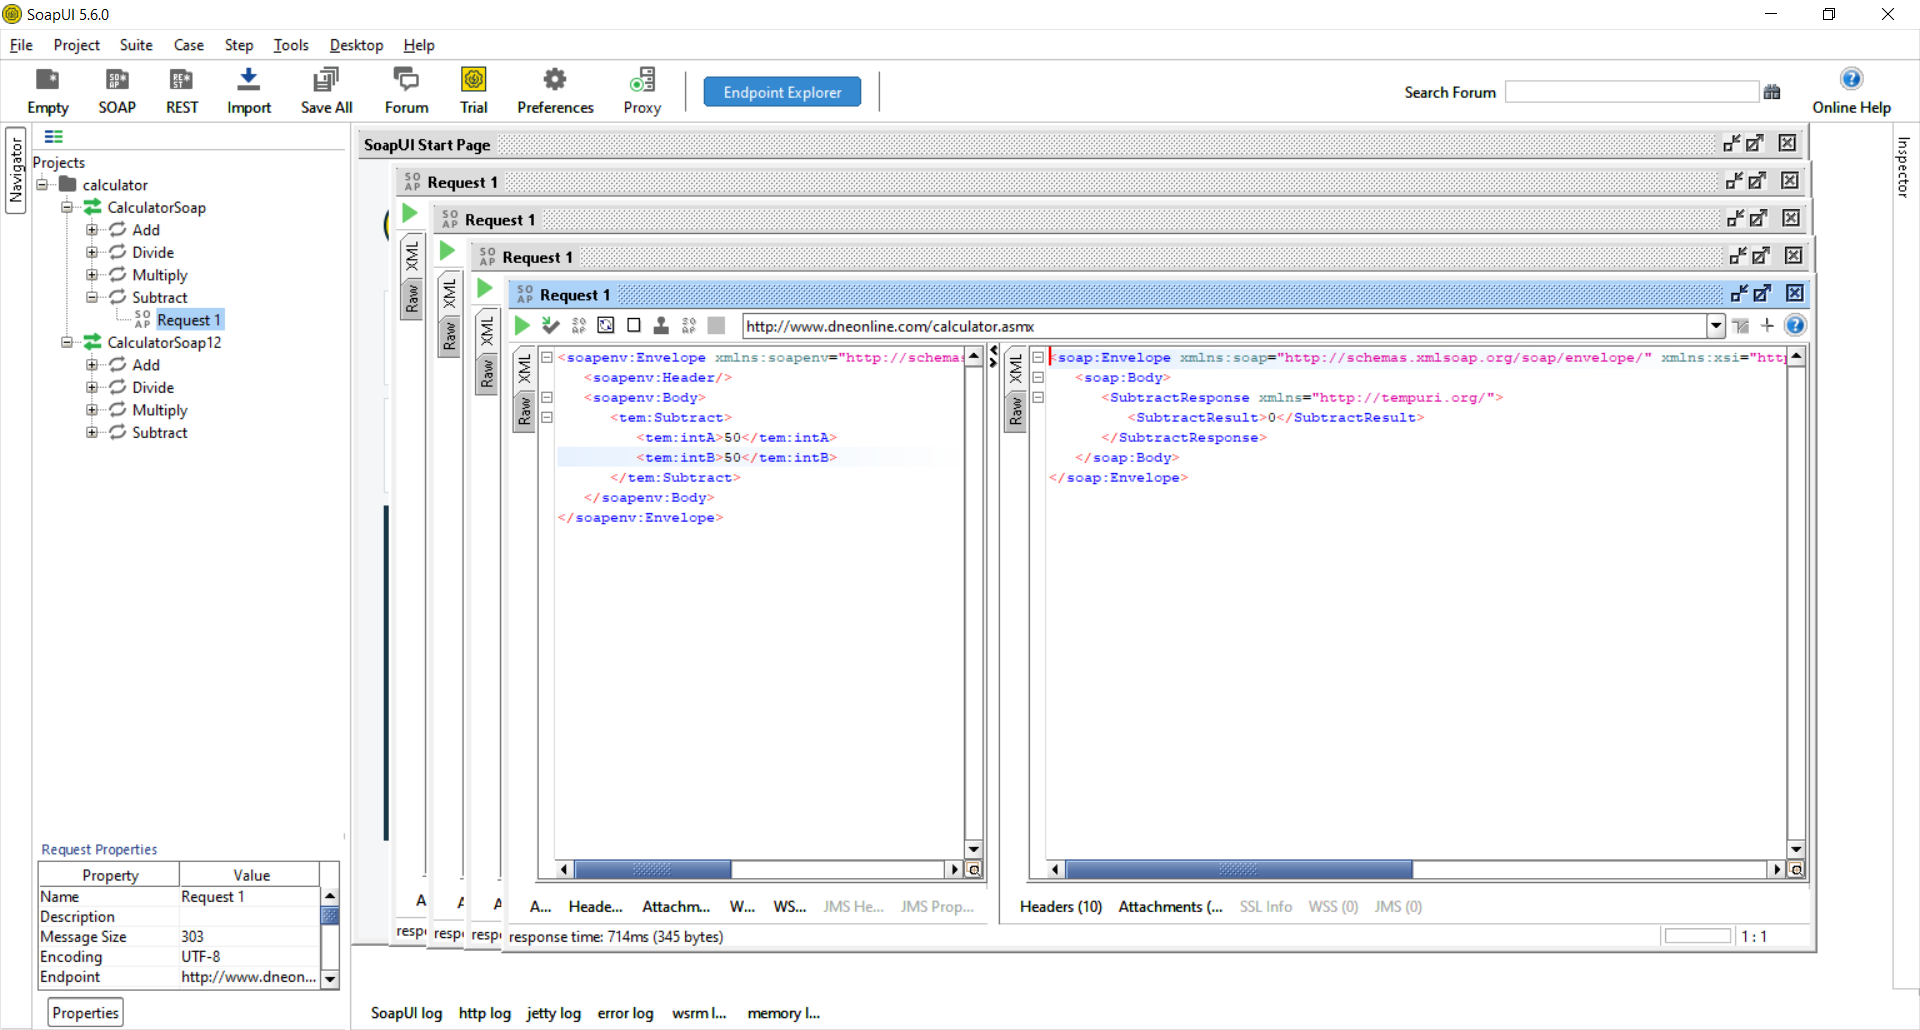 SoapUI 5.6.0
File Project Suite Case Step Tools Desktop Help
Empty SOAP REST Import Save All Forum Trial Preferences Proxy Endpoint Explorer Search Forum Online Help
Navigator
Inspector
Projects
calculator
CalculatorSoap
Add
Divide
Multiply
Subtract
Request 1
CalculatorSoap12
Add
Divide
Multiply
Subtract
SoapUI Start Page
SOAP Request 1
SOAP Request 1
SOAP Request 1
SOAP Request 1
XML
Raw
XML
Raw
XML
Raw
http://www.dneonline.com/calculator.asmx
XML
Raw
<soapenv:Envelope xmlns:soapenv="http://schemas
<soapenv:Header/>
<soapenv:Body>
<tem:Subtract>
<tem:intA>50</tem:intA>
<tem:intB>50</tem:intB>
</tem:Subtract>
</soapenv:Body>
</soapenv:Envelope>
XML
Raw
<soap:Envelope xmlns:soap="http://schemas.xmlsoap.org/soap/envelope/" xmlns:xsi="http
<soap:Body>
<SubtractResponse xmlns="http://tempuri.org/">
<SubtractResult>0</SubtractResult>
</SubtractResponse>
</soap:Body>
</soap:Envelope>
A... Heade... Attachm... W... WS... JMS He... JMS Prop...
Headers (10) Attachments (... SSL Info WSS (0) JMS (0)
resp resp resp response time: 714ms (345 bytes)
1 : 1
Request Properties
Property Value
Name Request 1
Description
Message Size 303
Encoding UTF-8
Endpoint http://www.dneon...
Properties
SoapUI log http log jetty log error log wsrm l... memory l...